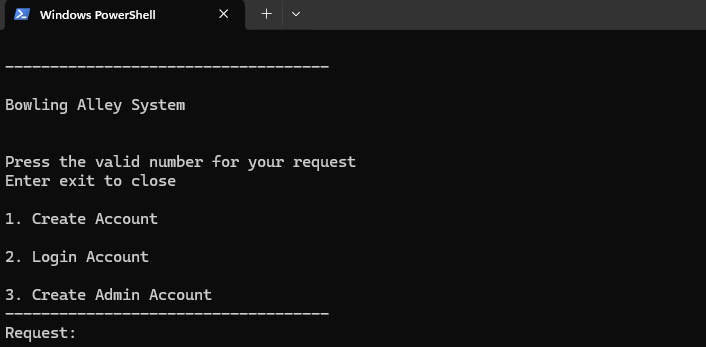 Windows PowerShell
------------------------------------
Bowling Alley System
Press the valid number for your request
Enter exit to close
1. Create Account
2. Login Account
3. Create Admin Account
------------------------------------
Request: